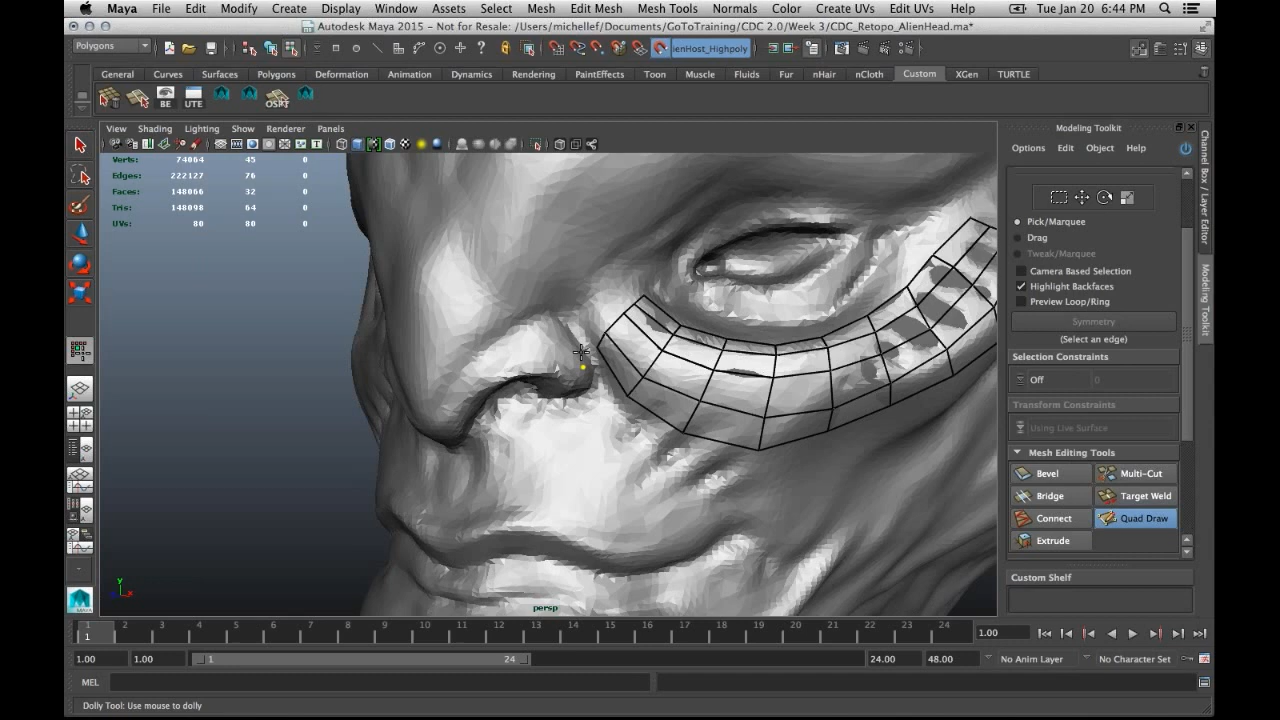 Maya File Edit Modify Create Display Window Assets Select Mesh Edit Mesh Mesh Tools Normals Color Create UVs Edit UVs Help Tue Jan 20 6:44 PM
Autodesk Maya 2015 - Not for Resale: /Users/michellef/Documents/GoToTraining/CDC 2.0/Week 3/CDC_Retopo_AlienHead.ma*
Polygons ienHost_Highpoly
General Curves Surfaces Polygons Deformation Animation Dynamics Rendering PaintEffects Toon Muscle Fluids Fur nHair nCloth Custom XGen TURTLE
BE UTE OSPT
View Shading Lighting Show Renderer Panels
Modeling Toolkit
Options Edit Object Help
Verts: 74064 45 0
Edges: 222127 76 0
Faces: 148066 32 0
Tris: 148098 64 0
UVs: 80 80 0
Pick/Marquee
Drag
Tweak/Marquee
Camera Based Selection
Highlight Backfaces
Preview Loop/Ring
Symmetry
(Select an edge)
Selection Constraints
Off 0
Transform Constraints
Using Live Surface
Mesh Editing Tools
Bevel Multi-Cut
Bridge Target Weld
Connect Quad Draw
Extrude
Custom Shelf
Channel Box / Layer Editor
Modeling Toolkit
y
x
persp
MAYA
1 2 3 4 5 6 7 8 9 10 11 12 13 14 15 16 17 18 19 20 21 22 23 24
1 1.00
1.00 1.00 1 24 24.00 48.00 No Anim Layer No Character Set
MEL
Dolly Tool: Use mouse to dolly